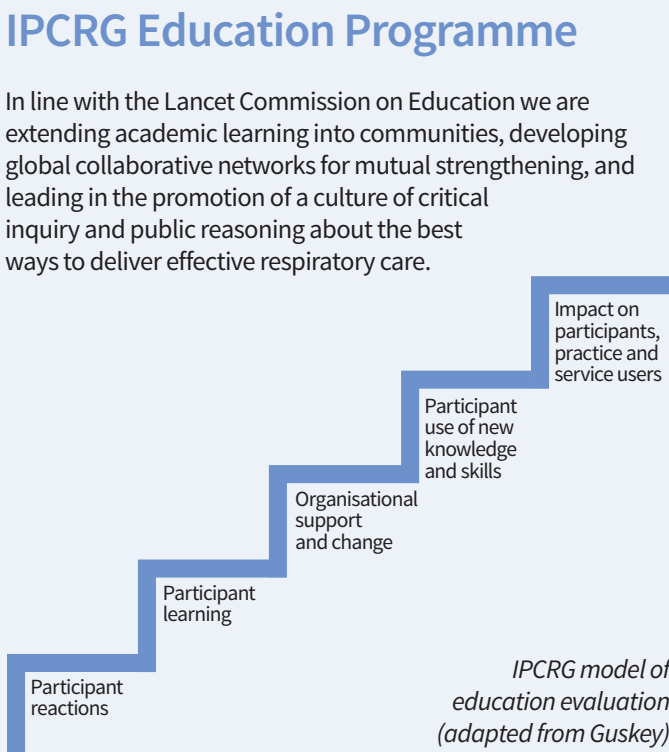 IPCRG Education Programme
In line with the Lancet Commission on Education we are
extending academic learning into communities, developing
global collaborative networks for mutual strengthening, and
leading in the promotion of a culture of critical
inquiry and public reasoning about the best
ways to deliver effective respiratory care.
Impact on
participants,
practice and
service users
Participant
use of new
knowledge
and skills
Organisational
support
and change
Participant
learning
Participant
reactions
IPCRG model of
education evaluation
(adapted from Guskey)